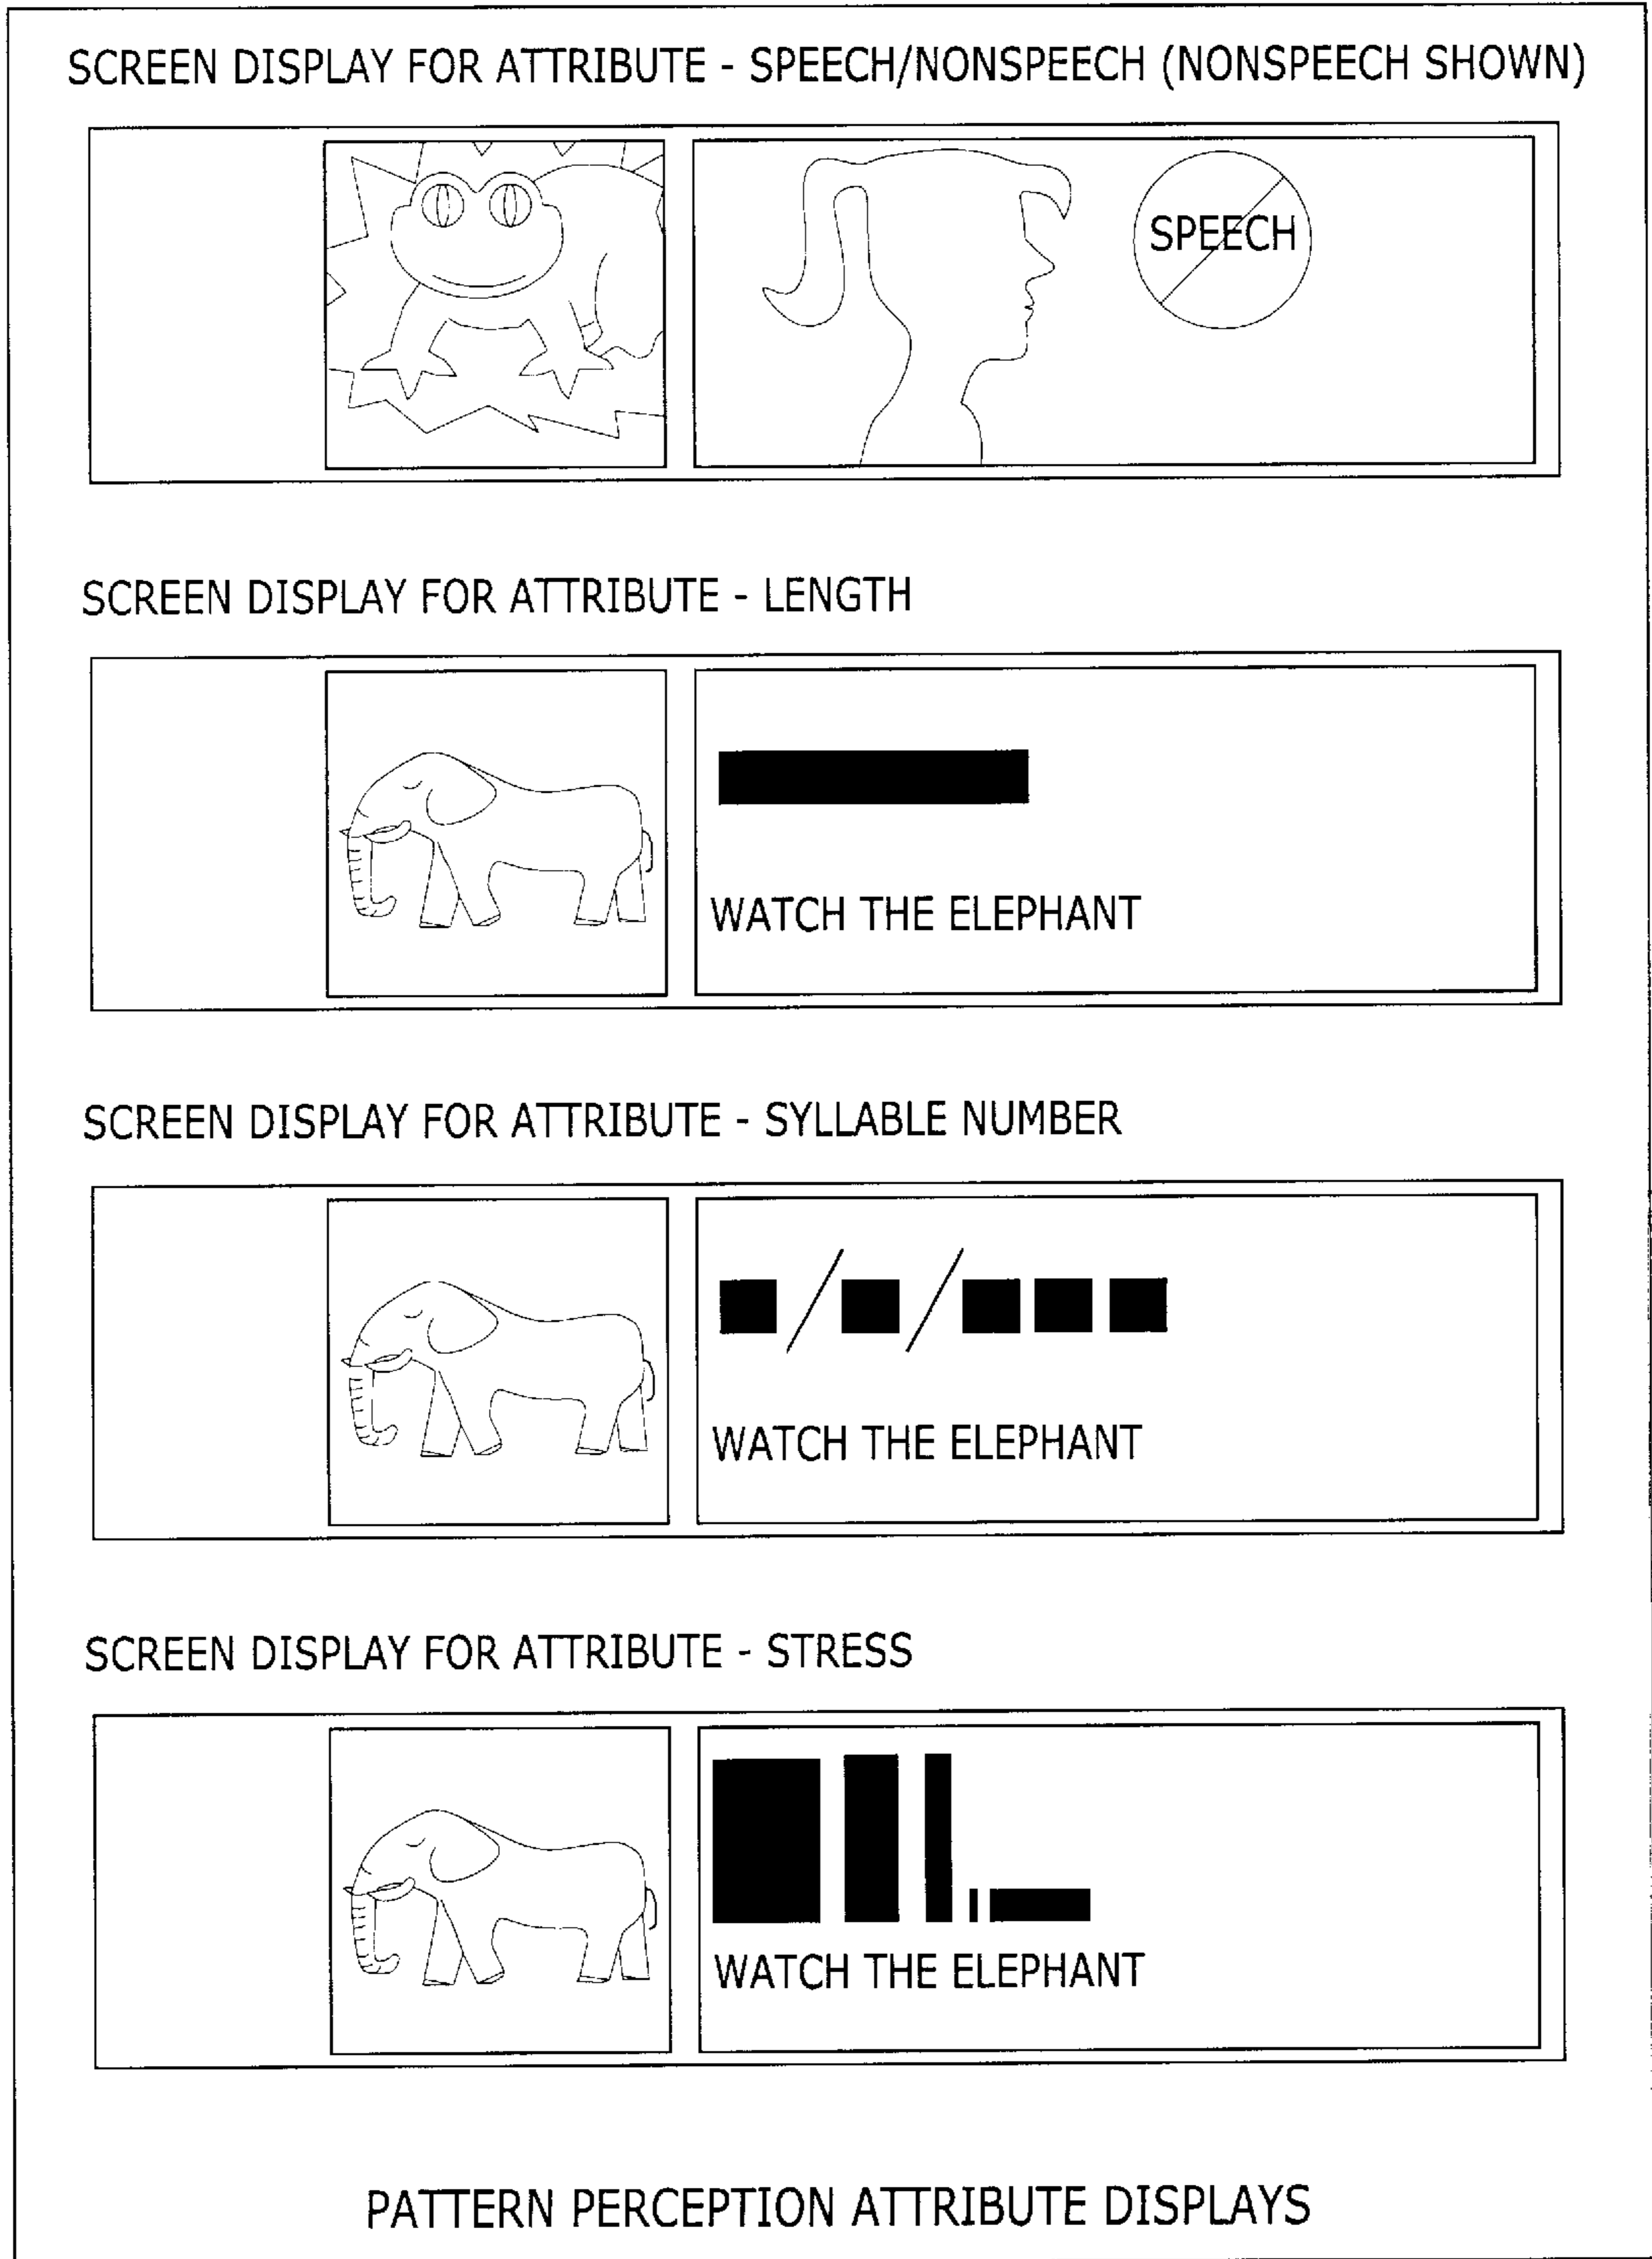 SCREEN DISPLAY FOR ATTRIBUTE - SPEECH/NONSPEECH (NONSPEECH SHOWN)
SPEECH
SCREEN DISPLAY FOR ATTRIBUTE - LENGTH
WATCH THE ELEPHANT
SCREEN DISPLAY FOR ATTRIBUTE - SYLLABLE NUMBER
WATCH THE ELEPHANT
SCREEN DISPLAY FOR ATTRIBUTE - STRESS
WATCH THE ELEPHANT
PATTERN PERCEPTION ATTRIBUTE DISPLAYS